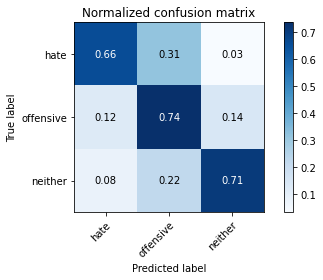 Normalized confusion matrix
True label
hate
offensive
neither
0.66 0.31 0.03
0.12 0.74 0.14
0.08 0.22 0.71
hate
offensive
neither
Predicted label
0.7
0.6
0.5
0.4
0.3
0.2
0.1